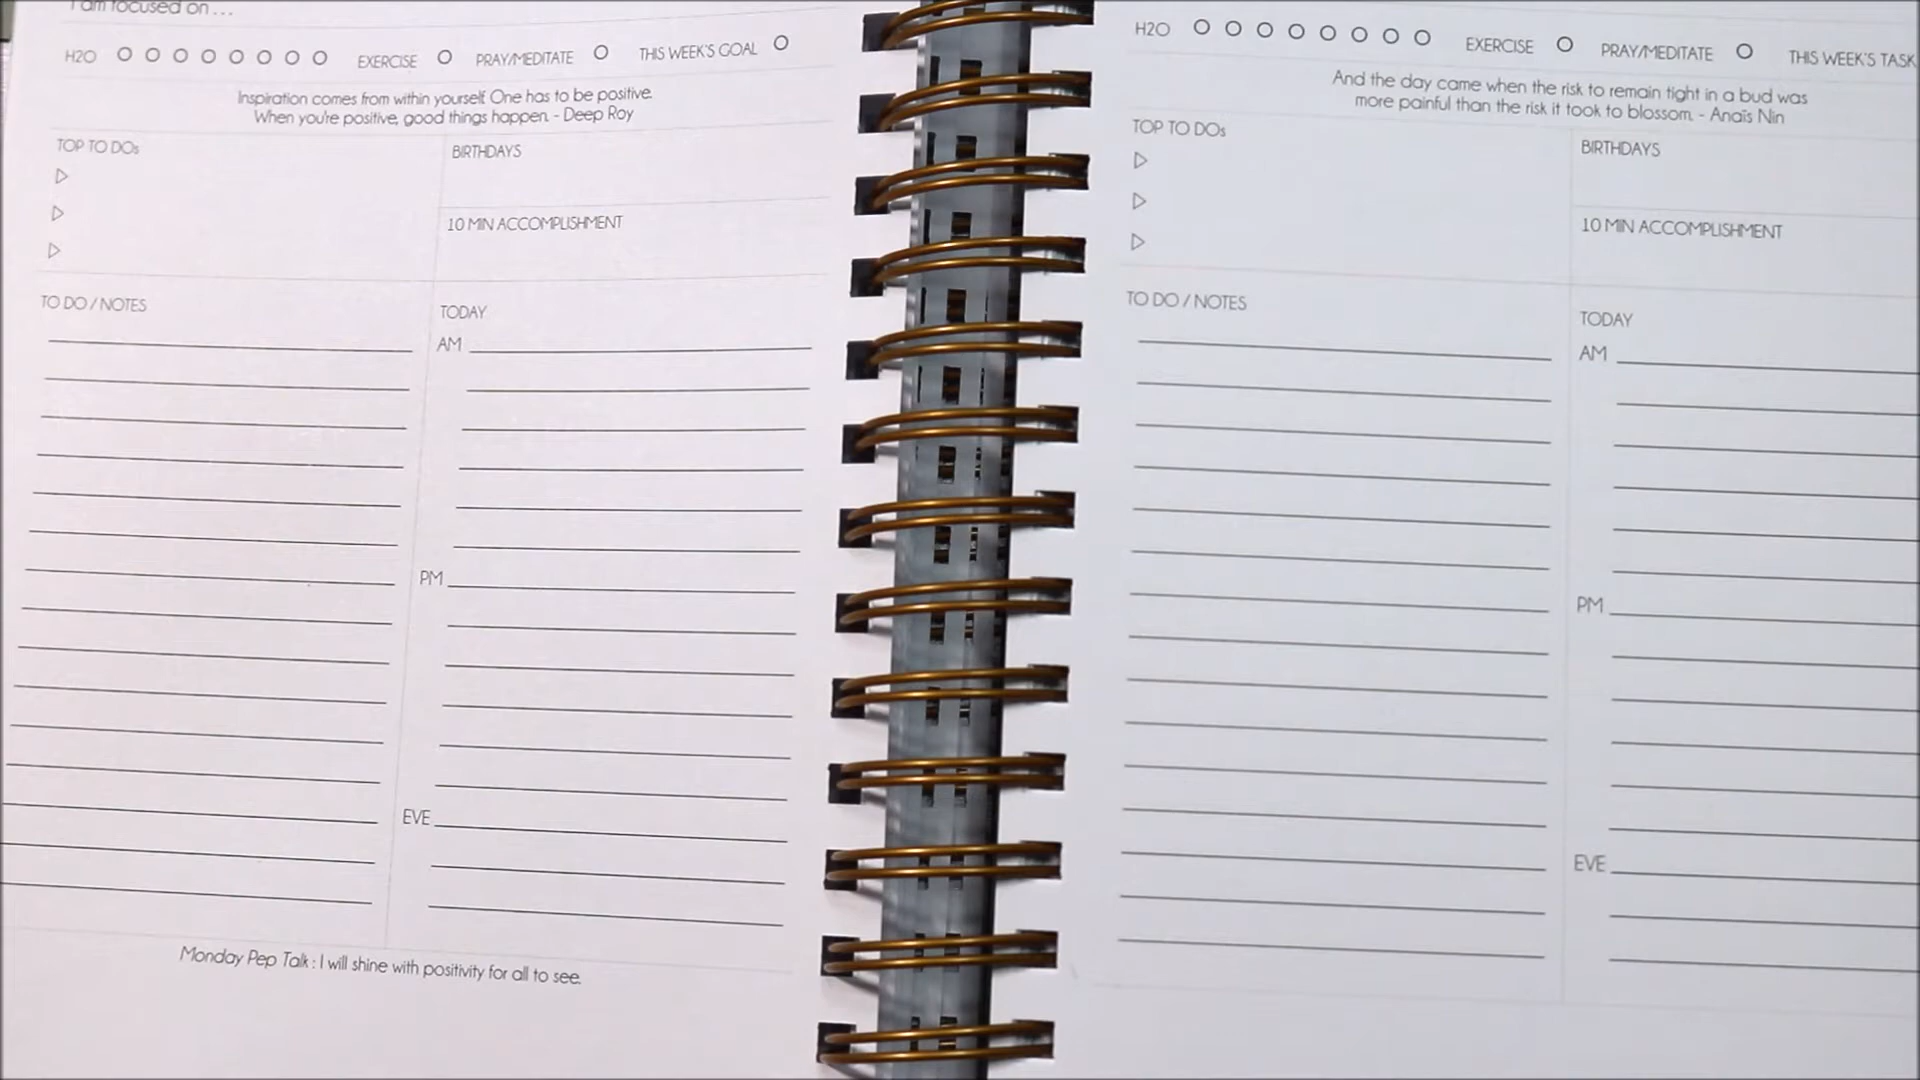 I am focused on ...
H2O EXERCISE PRAY/MEDITATE THIS WEEK'S GOAL
Inspiration comes from within yourself. One has to be positive.
When you're positive, good things happen. - Deep Roy
TOP TO DOs
BIRTHDAYS
10 MIN ACCOMPLISHMENT
TO DO / NOTES
TODAY
AM
PM
EVE
Monday Pep Talk : I will shine with positivity for all to see.
H2O EXERCISE PRAY/MEDITATE THIS WEEK'S TASK
And the day came when the risk to remain tight in a bud was
more painful than the risk it took to blossom. - Anaïs Nin
TOP TO DOs
BIRTHDAYS
10 MIN ACCOMPLISHMENT
TO DO / NOTES
TODAY
AM
PM
EVE